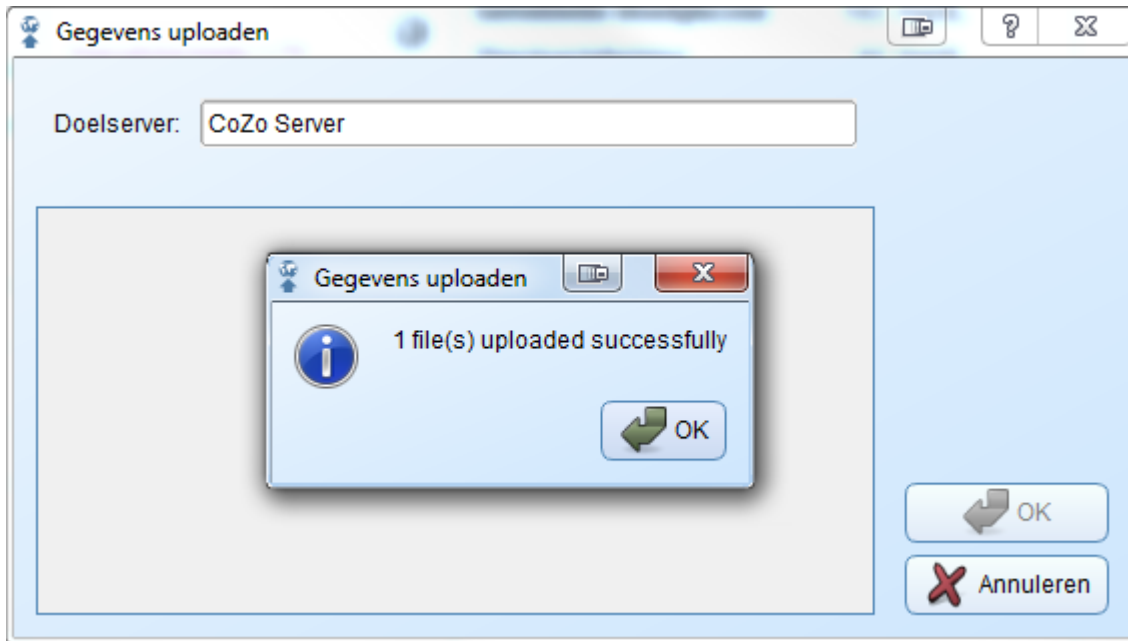 Gegevens uploaden
Doelserver: CoZo Server
Gegevens uploaden
1 file(s) uploaded successfully
OK
OK
Annuleren